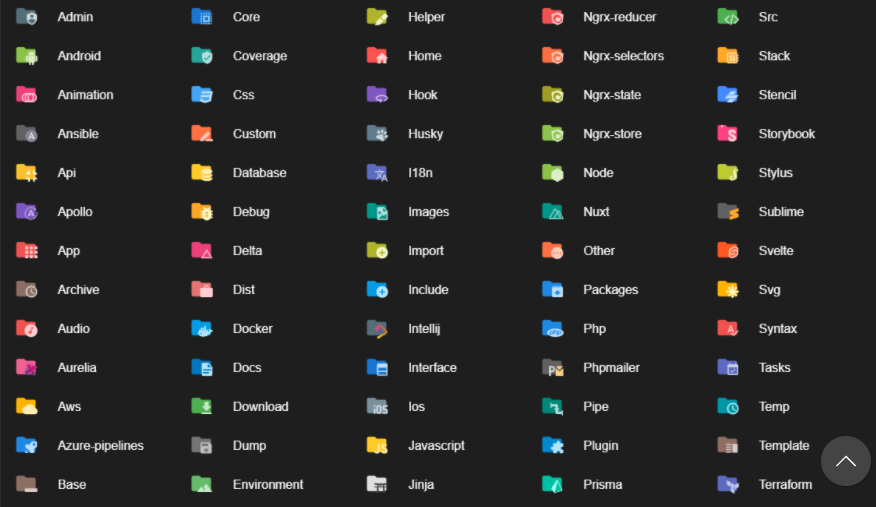 Admin Core Helper Ngrx-reducer Src
Android Coverage Home Ngrx-selectors Stack
Animation Css Hook Ngrx-state Stencil
Ansible Custom Husky Ngrx-store Storybook
Api Database I18n Node Stylus
Apollo Debug Images Nuxt Sublime
App Delta Import Other Svelte
Archive Dist Include Packages Svg
Audio Docker Intellij Php Syntax
Aurelia Docs Interface Phpmailer Tasks
Aws Download Ios Pipe Temp
Azure-pipelines Dump Javascript Plugin Template
Base Environment Jinja Prisma Terraform